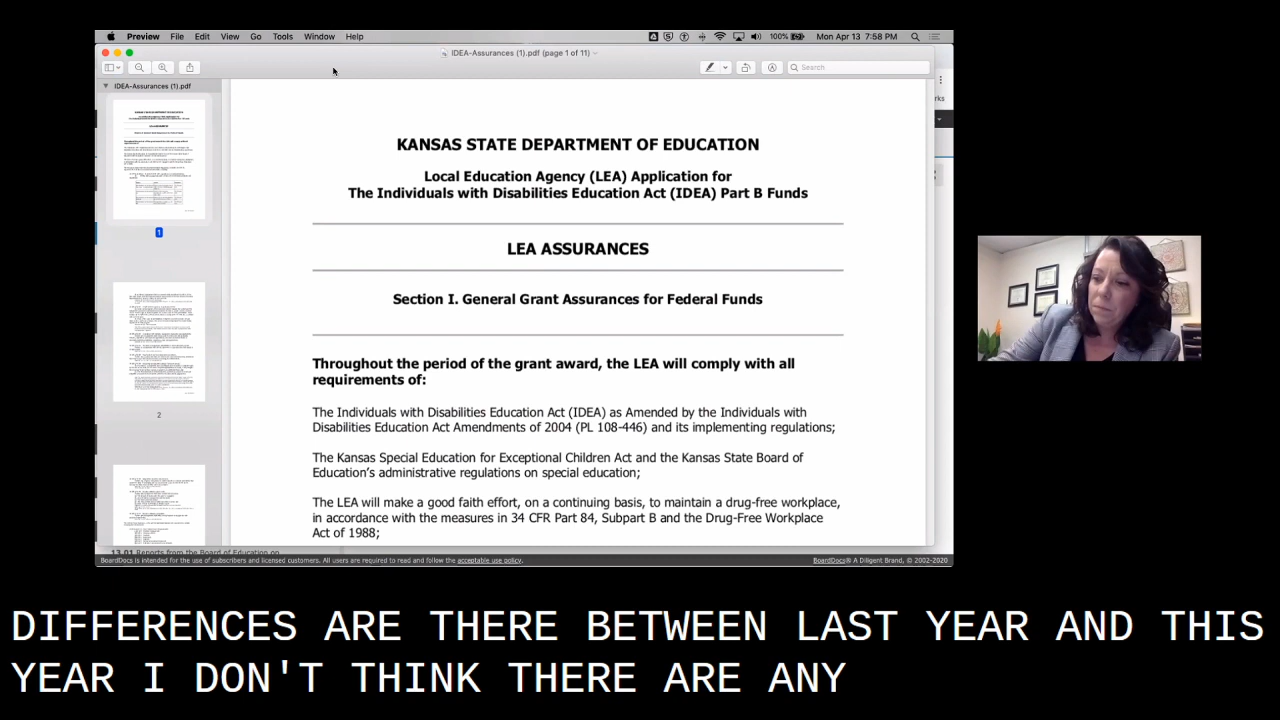 Preview File Edit View Go Tools Window Help
100% Mon Apr 13 7:58 PM
IDEA-Assurances (1).pdf (page 1 of 11)
Search
IDEA-Assurances (1).pdf
1
2
KANSAS STATE DEPARTMENT OF EDUCATION
Local Education Agency (LEA) Application for
The Individuals with Disabilities Education Act (IDEA) Part B Funds
LEA ASSURANCES
Section I. General Grant Assurances for Federal Funds
Throughout the period of the grant award, the LEA will comply with all
requirements of:
The Individuals with Disabilities Education Act (IDEA) as Amended by the Individuals with
Disabilities Education Act Amendments of 2004 (PL 108-446) and its implementing regulations;
The Kansas Special Education for Exceptional Children Act and the Kansas State Board of
Education's administrative regulations on special education;
The LEA will make a good faith effort, on a continuing basis, to maintain a drug-free workplace,
in accordance with the measures in 34 CFR Part 84, Subpart B and the Drug-Free Workplace
Act of 1988;
13.01 Reports from the Board of Education on
BoardDocs is intended for the use of subscribers and licensed customers. All users are required to read and follow the acceptable use policy.
BoardDocs® A Diligent Brand, © 2002-2020
DIFFERENCES ARE THERE BETWEEN LAST YEAR AND THIS
YEAR I DON'T THINK THERE ARE ANY